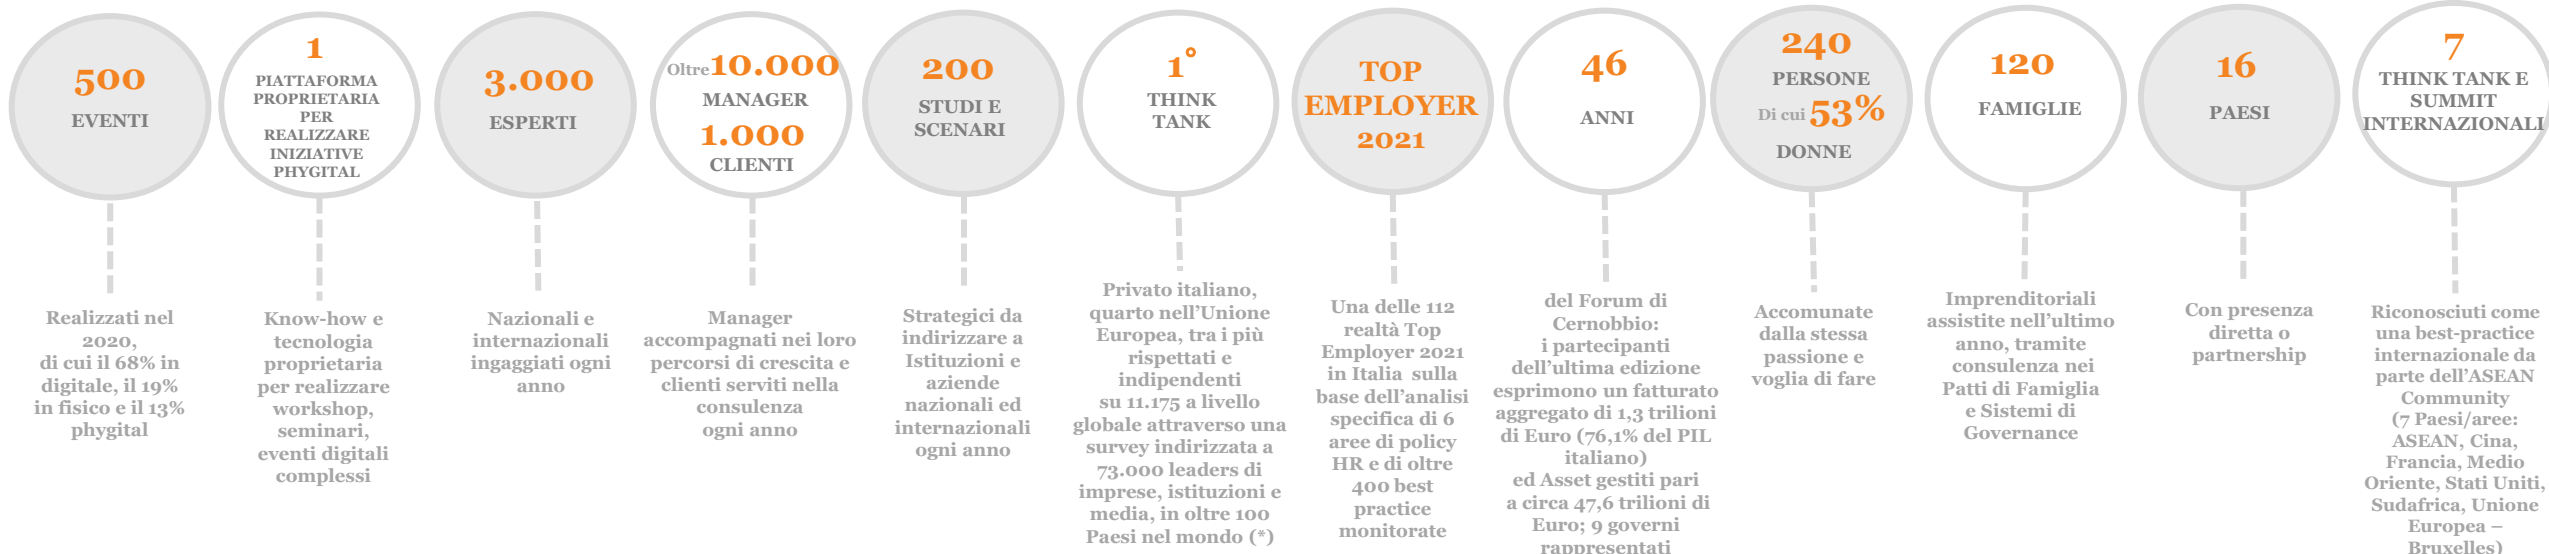 500
EVENTI
Realizzati nel
2020,
di cui il 68% in
digitale, il 19%
in fisico e il 13%
phygital
1
PIATTAFORMA
PROPRIETARIA
PER
REALIZZARE
INIZIATIVE
PHYGITAL
Know-how e
tecnologia
proprietaria
per realizzare
workshop,
seminari,
eventi digitali
complessi
3.000
ESPERTI
Nazionali e
internazionali
ingaggiati ogni
anno
Oltre 10.000
MANAGER
1.000
CLIENTI
Manager
accompagnati nei loro
percorsi di crescita e
clienti serviti nella
consulenza
ogni anno
200
STUDI E
SCENARI
Strategici da
indirizzare a
Istituzioni e
aziende
nazionali ed
internazionali
ogni anno
1°
THINK
TANK
Privato italiano,
quarto nell'Unione
Europea, tra i più
rispettati e
indipendenti
su 11.175 a livello
globale attraverso una
survey indirizzata a
73.000 leaders di
imprese, istituzioni e
media, in oltre 100
Paesi nel mondo (*)
TOP
EMPLOYER
2021
Una delle 112
realtà Top
Employer 2021
in Italia sulla
base dell'analisi
specifica di 6
aree di policy
HR e di oltre
400 best
practice
monitorate
46
ANNI
del Forum di
Cernobbio:
i partecipanti
dell'ultima edizione
esprimono un fatturato
aggregato di 1,3 trilioni
di Euro (76,1% del PIL
italiano)
ed Asset gestiti pari
a circa 47,6 trilioni di
Euro; 9 governi
rappresentati
240
PERSONE
Di cui 53%
DONNE
Accomunate
dalla stessa
passione e
voglia di fare
120
FAMIGLIE
Imprenditoriali
assistite nell'ultimo
anno, tramite
consulenza nei
Patti di Famiglia
e Sistemi di
Governance
16
PAESI
Con presenza
diretta o
partnership
7
THINK TANK E
SUMMIT
INTERNAZIONALI
Riconosciuti come
una best-practice
internazionale da
parte dell'ASEAN
Community
(7 Paesi/aree:
ASEAN, Cina,
Francia, Medio
Oriente, Stati Uniti,
Sudafrica, Unione
Europea –
Bruxelles)